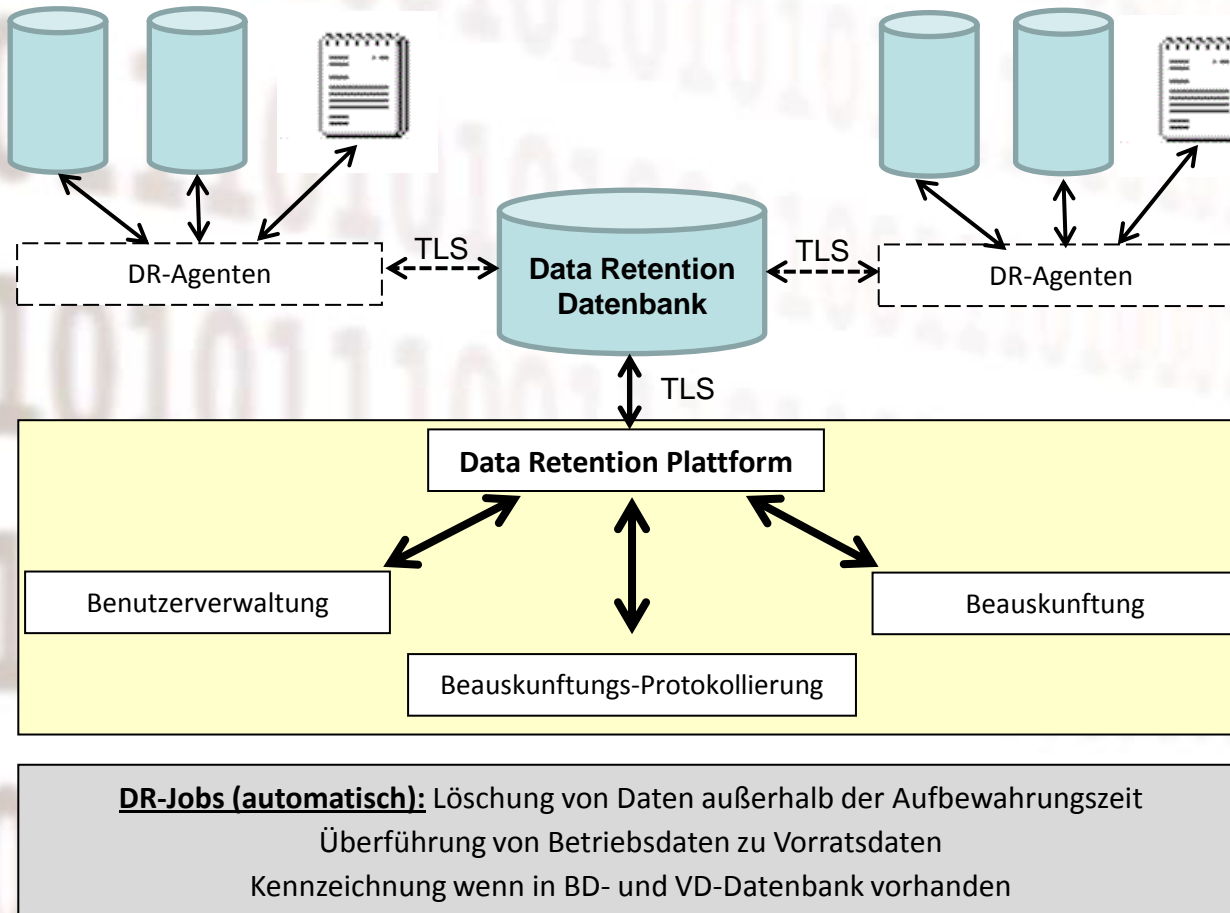 TLS
TLS
DR-Agenten
Data Retention
Datenbank
DR-Agenten
TLS
Data Retention Plattform
Benutzerverwaltung
Beauskunftung
Beauskunftungs-Protokollierung
DR-Jobs (automatisch): Löschung von Daten außerhalb der Aufbewahrungszeit
Überführung von Betriebsdaten zu Vorratsdaten
Kennzeichnung wenn in BD- und VD-Datenbank vorhanden